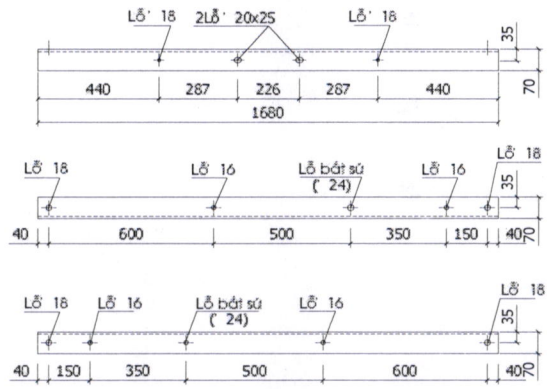 Lỗ' 18 2Lỗ' 20x25 Lỗ' 18
35
440 287 226 287 440
70
1680
Lỗ' 18 Lỗ' 16 Lỗ bắt sứ Lỗ' 16 Lỗ' 18
(' 24)
35
40 600 500 350 150 40 70
Lỗ' 18 Lỗ' 16 Lỗ bắt sứ Lỗ' 16 Lỗ' 18
(' 24)
35
40 150 350 500 600 40 70